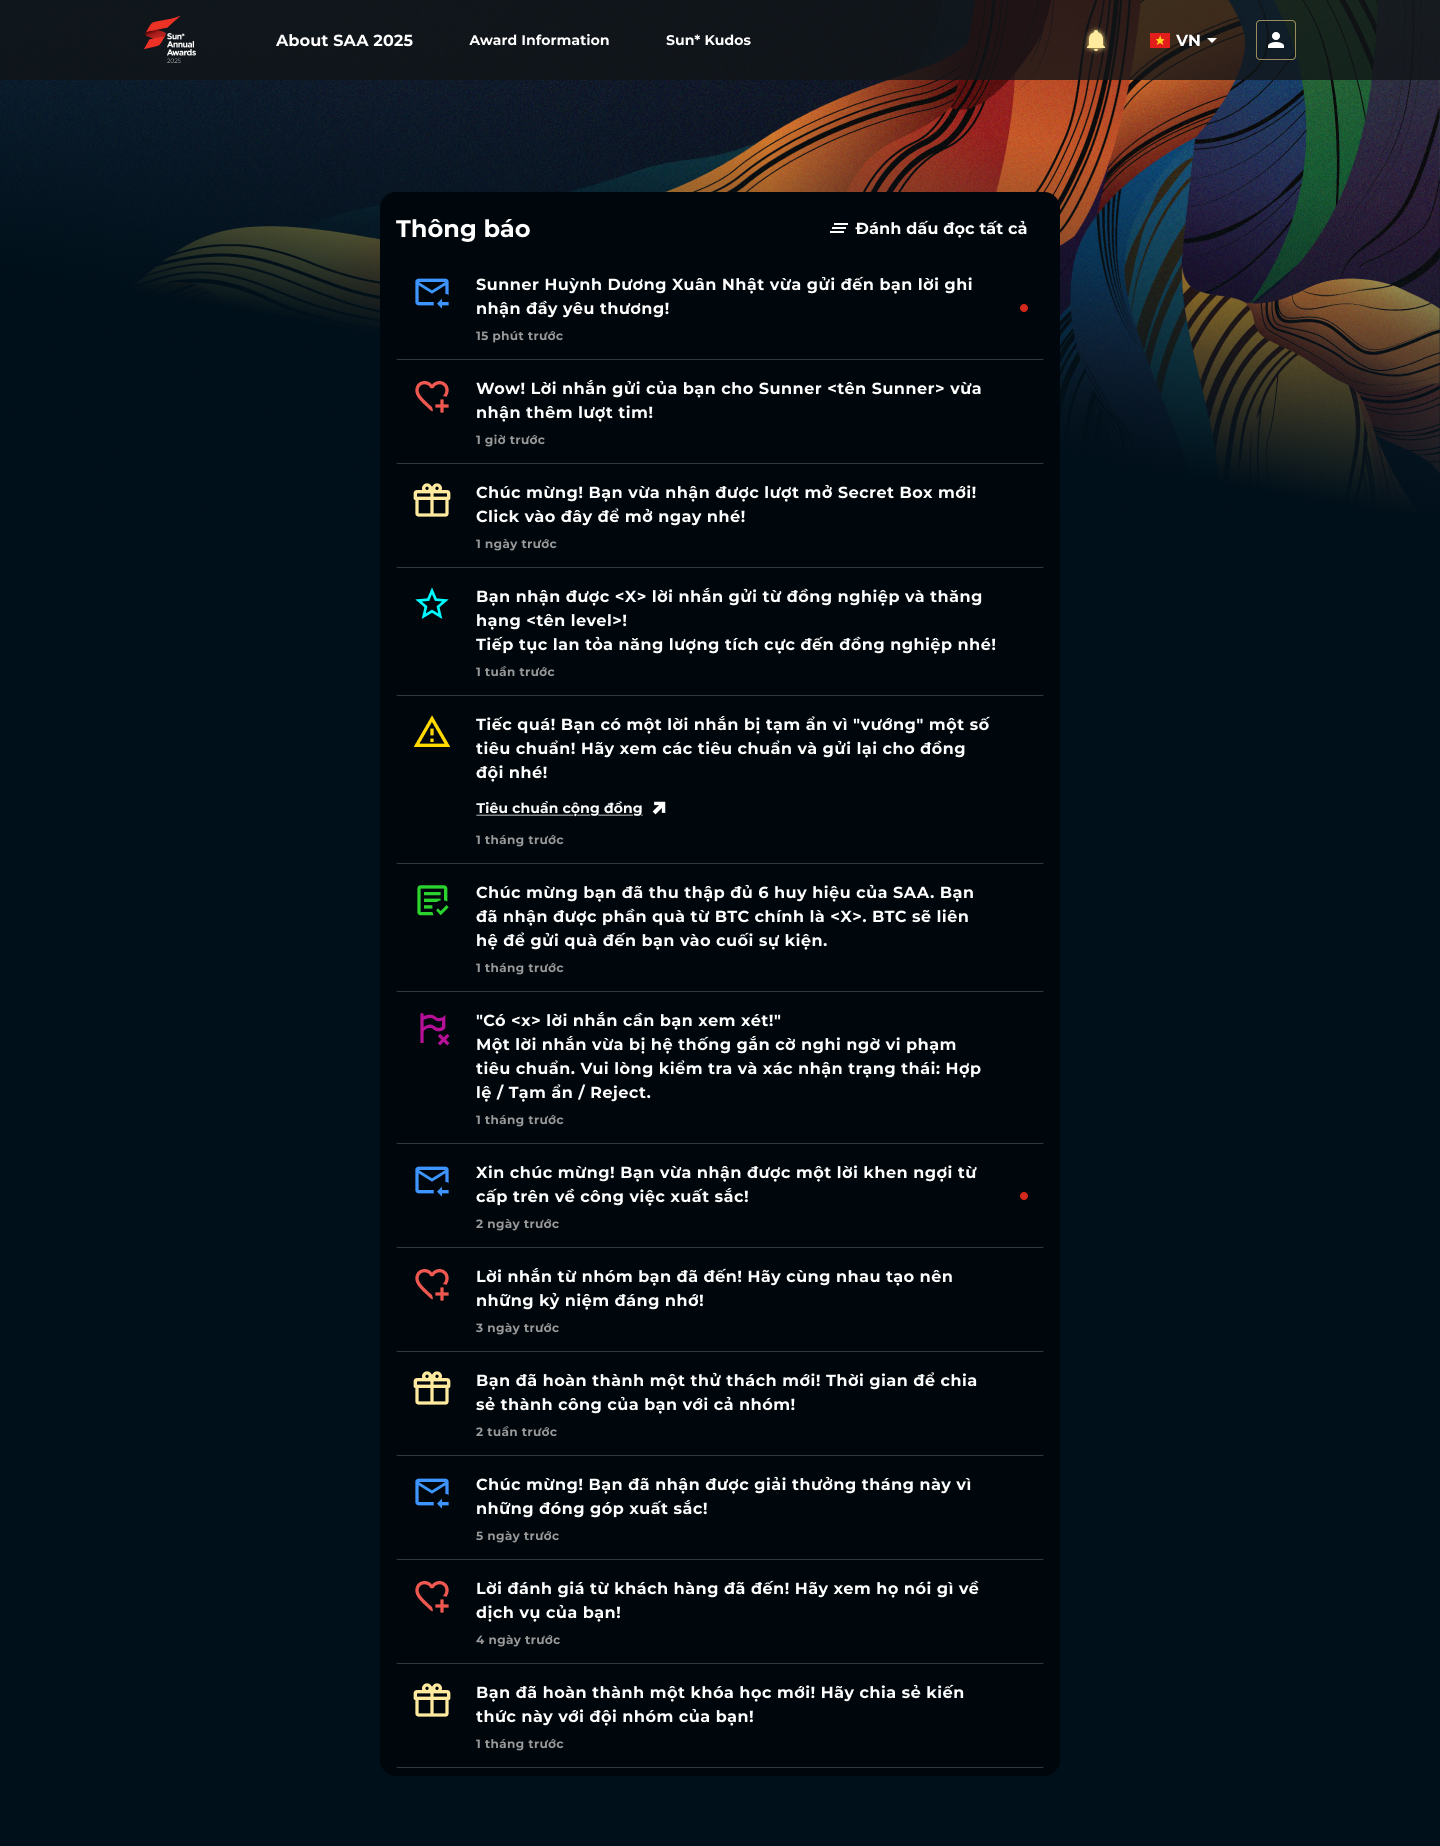 Sun*
Annual
Awards
2025
About SAA 2025
Award Information
Sun* Kudos
VN
Thông báo
Đánh dấu đọc tất cả
Sunner Huỳnh Dương Xuân Nhật vừa gửi đến bạn lời ghi
nhận đầy yêu thương!
15 phút trước
Wow! Lời nhắn gửi của bạn cho Sunner <tên Sunner> vừa
nhận thêm lượt tim!
1 giờ trước
Chúc mừng! Bạn vừa nhận được lượt mở Secret Box mới!
Click vào đây để mở ngay nhé!
1 ngày trước
Bạn nhận được <X> lời nhắn gửi từ đồng nghiệp và thăng
hạng <tên level>!
Tiếp tục lan tỏa năng lượng tích cực đến đồng nghiệp nhé!
1 tuần trước
Tiếc quá! Bạn có một lời nhắn bị tạm ẩn vì "vướng" một số
tiêu chuẩn! Hãy xem các tiêu chuẩn và gửi lại cho đồng
đội nhé!
Tiêu chuẩn cộng đồng
1 tháng trước
Chúc mừng bạn đã thu thập đủ 6 huy hiệu của SAA. Bạn
đã nhận được phần quà từ BTC chính là <X>. BTC sẽ liên
hệ để gửi quà đến bạn vào cuối sự kiện.
1 tháng trước
"Có <x> lời nhắn cần bạn xem xét!"
Một lời nhắn vừa bị hệ thống gắn cờ nghi ngờ vi phạm
tiêu chuẩn. Vui lòng kiểm tra và xác nhận trạng thái: Hợp
lệ / Tạm ẩn / Reject.
1 tháng trước
Xin chúc mừng! Bạn vừa nhận được một lời khen ngợi từ
cấp trên về công việc xuất sắc!
2 ngày trước
Lời nhắn từ nhóm bạn đã đến! Hãy cùng nhau tạo nên
những kỷ niệm đáng nhớ!
3 ngày trước
Bạn đã hoàn thành một thử thách mới! Thời gian để chia
sẻ thành công của bạn với cả nhóm!
2 tuần trước
Chúc mừng! Bạn đã nhận được giải thưởng tháng này vì
những đóng góp xuất sắc!
5 ngày trước
Lời đánh giá từ khách hàng đã đến! Hãy xem họ nói gì về
dịch vụ của bạn!
4 ngày trước
Bạn đã hoàn thành một khóa học mới! Hãy chia sẻ kiến
thức này với đội nhóm của bạn!
1 tháng trước